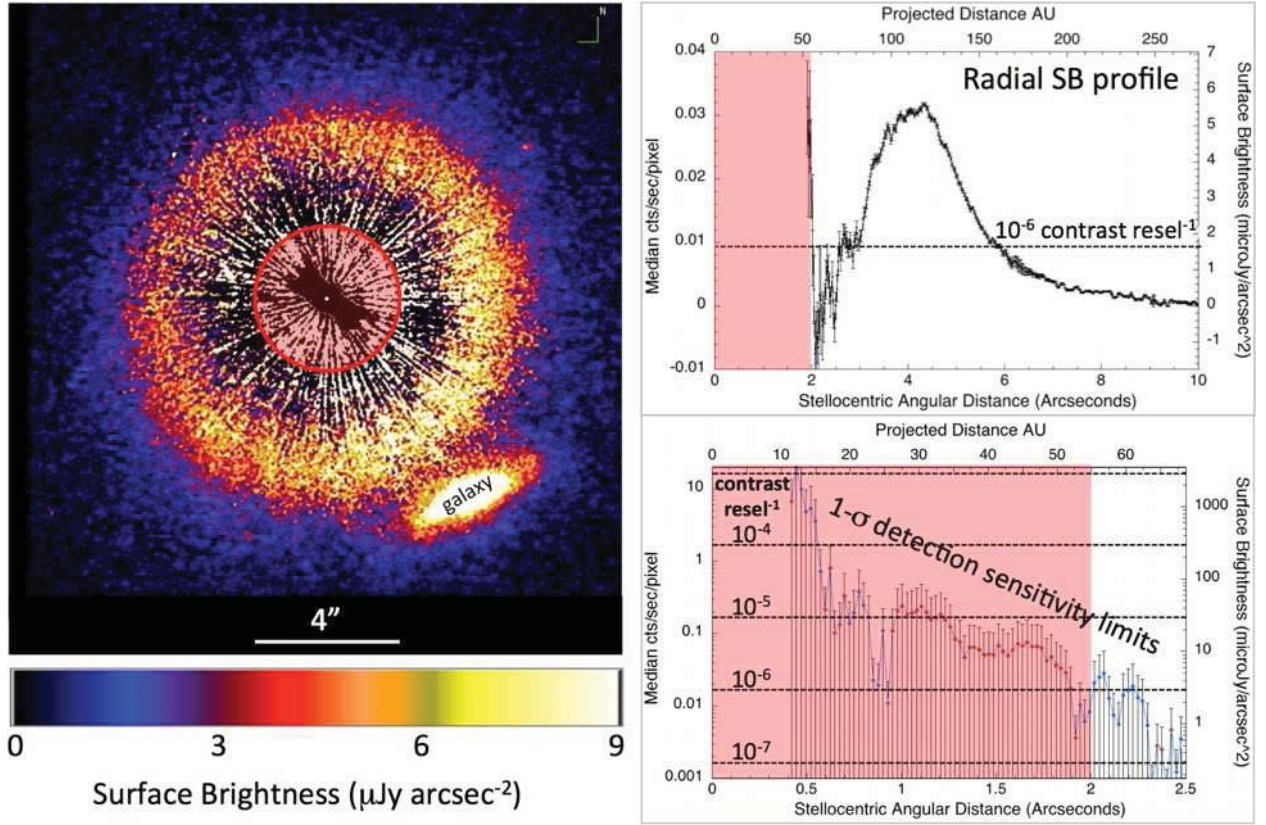 N
galaxy
4”
0 3 6 9
Surface Brightness (μJy arcsec-2)
Projected Distance AU
0 50 100 150 200 250
Radial SB profile
10-6 contrast resel-1
0.04
0.03
0.02
0.01
0
-0.01
Median cts/sec/pixel
7
6
5
4
3
2
1
0
-1
Surface Brightness (microJy/arcsec^2)
0 2 4 6 8 10
Stellocentric Angular Distance (Arcseconds)
Projected Distance AU
0 10 20 30 40 50 60
contrast
resel-1
10-4
10-5
10-6
10-7
1-σ detection sensitivity limits
10
1
0.1
0.01
0.001
Median cts/sec/pixel
1000
100
10
1
Surface Brightness (microJy/arcsec^2)
0 0.5 1 1.5 2 2.5
Stellocentric Angular Distance (Arcseconds)